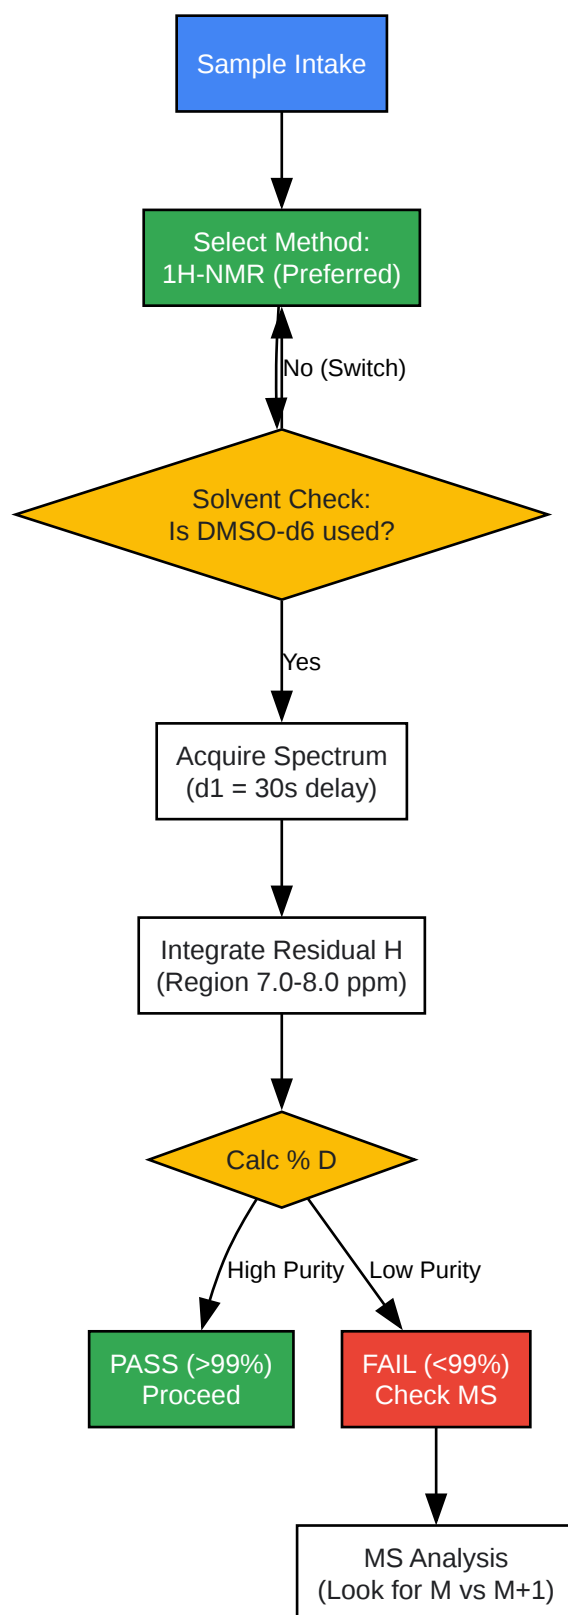 Sample Intake
Select Method:
1H-NMR (Preferred)
No (Switch)
Solvent Check:
Is DMSO-d6 used?
Yes
Acquire Spectrum
(d1 = 30s delay)
Integrate Residual H
(Region 7.0-8.0 ppm)
Calc % D
High Purity
Low Purity
PASS (>99%)
Proceed
FAIL (<99%)
Check MS
MS Analysis
(Look for M vs M+1)